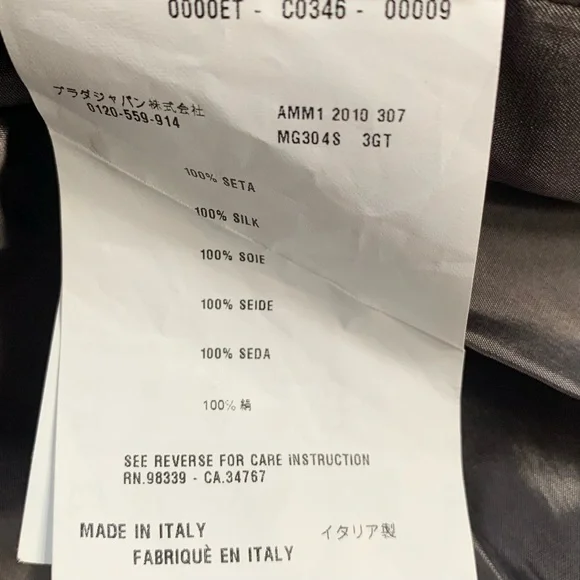 0000ET - C0346 - 00009
プラダジャパン株式会社
0120-559-914
AMM1 2010 307
MG304S 3GT
100% SETA
100% SILK
100% SOIE
100% SEIDE
100% SEDA
100% 絹
SEE REVERSE FOR CARE INSTRUCTION
RN.98339 - CA.34767
MADE IN ITALY
イタリア製
FABRIQUÈ EN ITALY